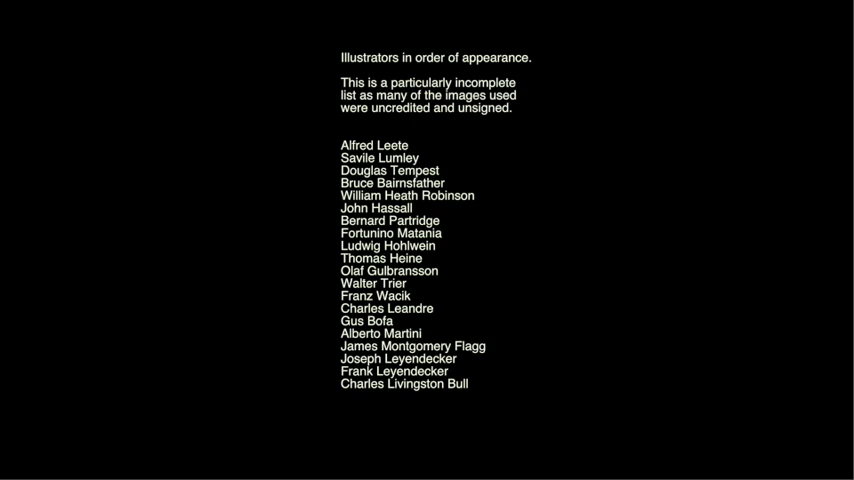 Illustrators in order of appearance.
This is a particularly incomplete
list as many of the images used
were uncredited and unsigned.
Alfred Leete
Savile Lumley
Douglas Tempest
Bruce Bairnsfather
William Heath Robinson
John Hassall
Bernard Partridge
Fortunino Matania
Ludwig Hohlwein
Thomas Heine
Olaf Gulbransson
Walter Trier
Franz Wacik
Charles Leandre
Gus Bofa
Alberto Martini
James Montgomery Flagg
Joseph Leyendecker
Frank Leyendecker
Charles Livingston Bull